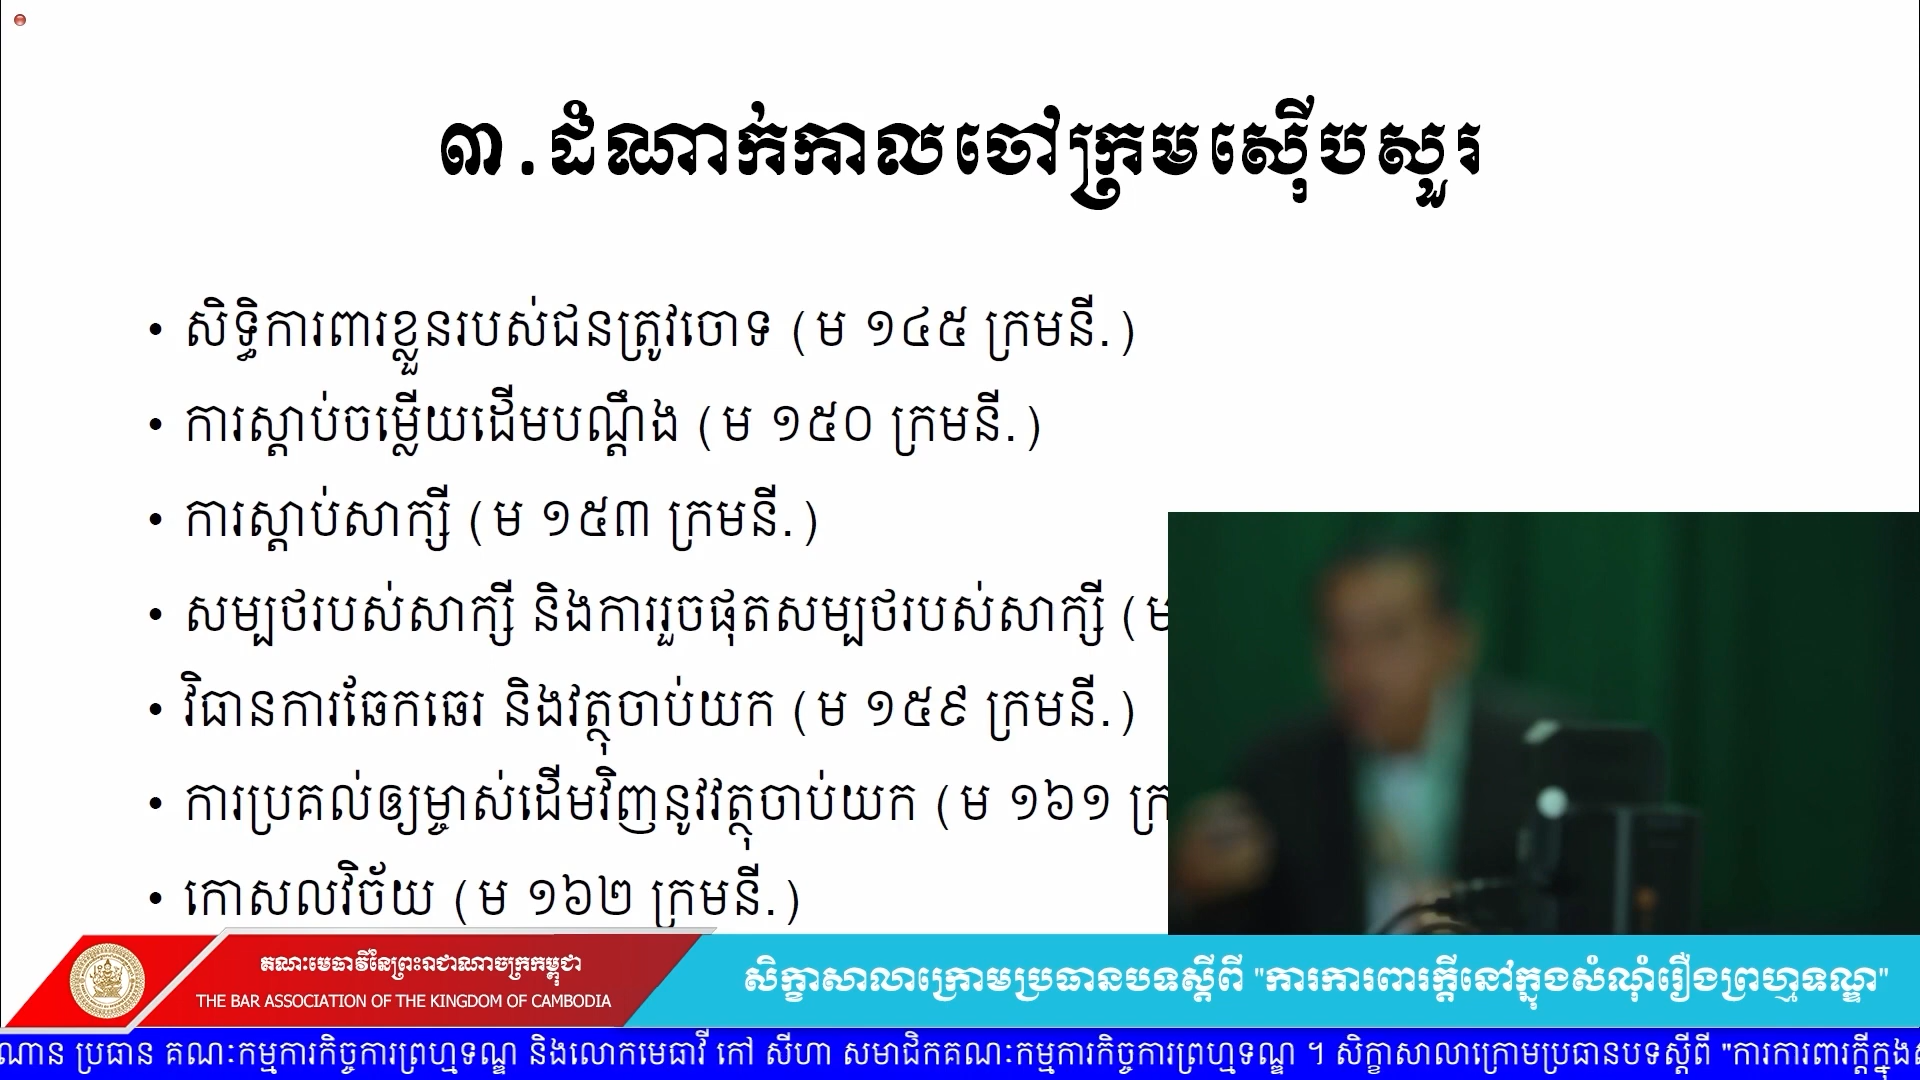 ៣.ដំណាក់កាលចៅក្រមស៊ើបសួរ
• សិទ្ធិការពារខ្លួនរបស់ជនត្រូវចោទ (ម ១៤៥ ក្រមនី.)
• ការស្តាប់ចម្លើយដើមបណ្តឹង (ម ១៥០ ក្រមនី.)
• ការស្តាប់សាក្សី (ម ១៥៣ ក្រមនី.)
• សម្បថរបស់សាក្សី និងការរួចផុតសម្បថរបស់សាក្សី (ម
• វិធានការឆែកឆេរ និងវត្ថុចាប់យក (ម ១៥៩ ក្រមនី.)
• ការប្រគល់ឲ្យម្ចាស់ដើមវិញនូវវត្ថុចាប់យក (ម ១៦១ ក្រ
• កោសលវិច័យ (ម ១៦២ ក្រមនី.)
គណៈមេធាវីនៃព្រះរាជាណាចក្រកម្ពុជា
THE BAR ASSOCIATION OF THE KINGDOM OF CAMBODIA
សិក្ខាសាលាក្រោមប្រធានបទស្តីពី "ការការពារក្តីនៅក្នុងសំណុំរឿងព្រហ្មទណ្ឌ"
ណាន ប្រធាន គណៈកម្មការកិច្ចការព្រហ្មទណ្ឌ និងលោកមេធាវី កៅ សីហា សមាជិកគណៈកម្មការកិច្ចការព្រហ្មទណ្ឌ ។ សិក្ខាសាលាក្រោមប្រធានបទស្តីពី "ការការពារក្តីក្នុង